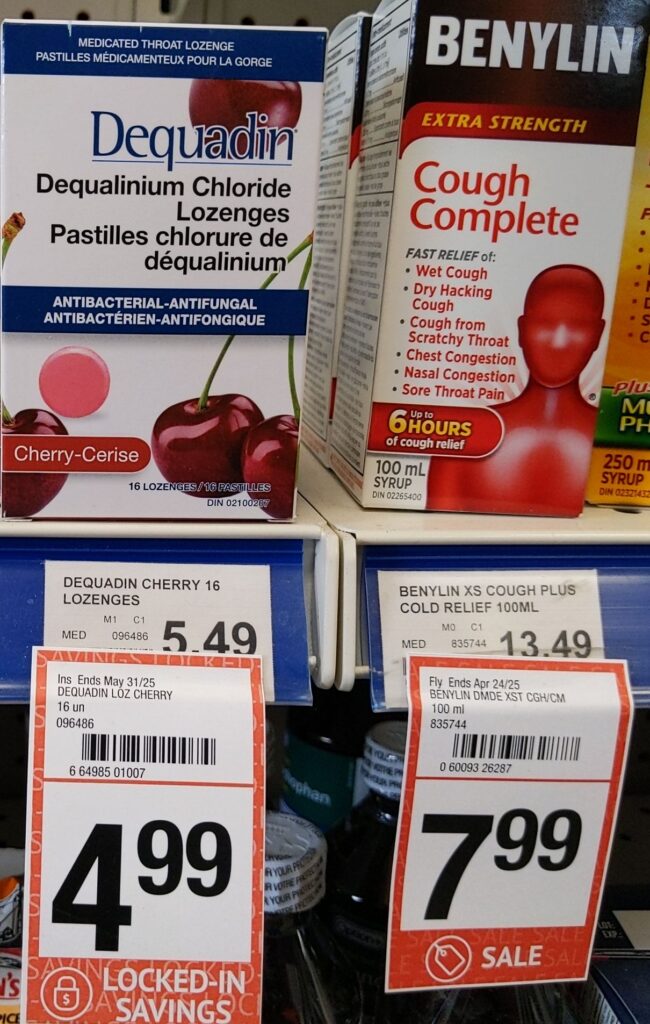 MEDICATED THROAT LOZENGE
PASTILLES MÉDICAMENTEUX POUR LA GORGE
Dequadin
Dequalinium Chloride
Lozenges
Pastilles chlorure de
déqualinium
ANTIBACTERIAL-ANTIFUNGAL
ANTIBACTÉRIEN-ANTIFONGIQUE
Cherry-Cerise
16 LOZENGES / 16 PASTILLES
DIN 02100207
BENYLIN
EXTRA STRENGTH
Cough
Complete
FAST RELIEF of:
• Wet Cough
• Dry Hacking
Cough
• Cough from
Scratchy Throat
• Chest Congestion
• Nasal Congestion
• Sore Throat Pain
Up to
6 HOURS
of cough relief
100 mL
SYRUP
DIN 02265400
plus
SYRUP
DEQUADIN CHERRY 16
LOZENGES
M1 C1
MED 096486 5.49
BENYLIN XS COUGH PLUS
COLD RELIEF 100ML
M0 C1
MED 835744 13.49
Ins Ends May 31/25
DEQUADIN LOZ CHERRY
16 un
096486
6 64985 01007
4.99
LOCKED-IN
SAVINGS
Fly Ends Apr 24/25
BENYLIN DMDE XST CGH/CM
100 ml
835744
0 60093 26287
7.99
SALE